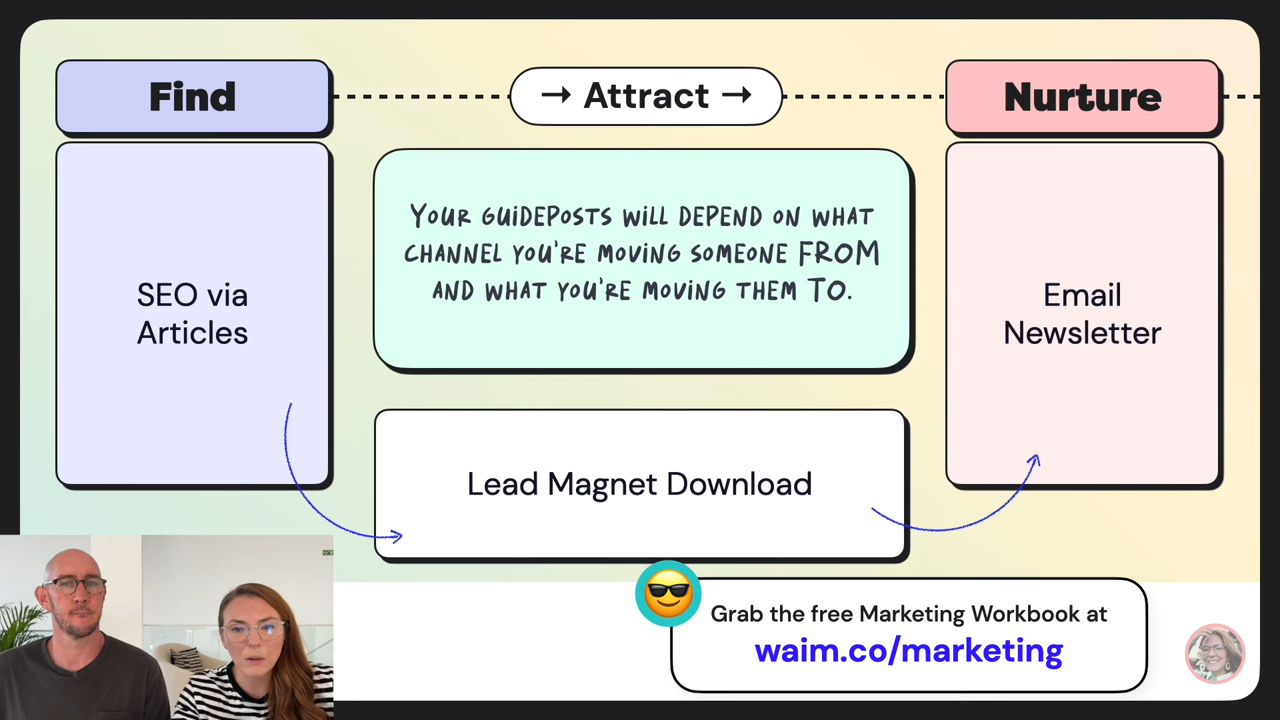 Find
→ Attract →
Nurture
SEO via
Articles
Your guideposts will depend on what
channel you're moving someone FROM
and what you're moving them TO.
Email
Newsletter
Lead Magnet Download
Grab the free Marketing Workbook at
waim.co/marketing